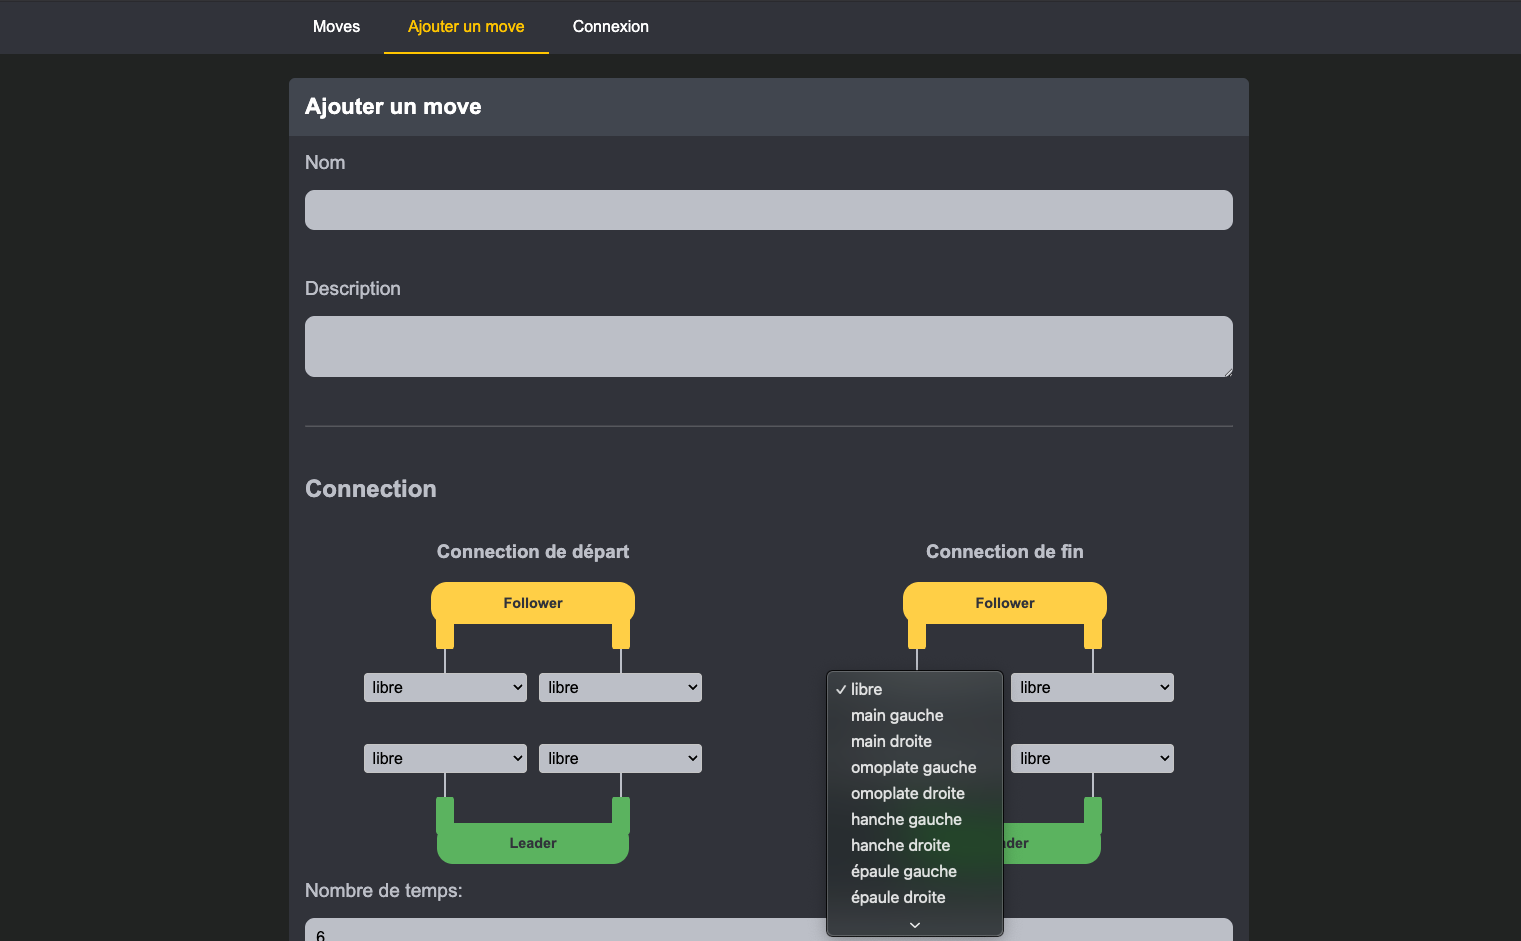 Moves Ajouter un move Connexion
Ajouter un move
Nom
Description
Connection
Connection de départ Connection de fin
Follower Follower
libre libre libre
libre libre libre
✓ libre
main gauche
main droite
omoplate gauche
omoplate droite
hanche gauche
hanche droite
épaule gauche
épaule droite
Leader der
Nombre de temps:
6